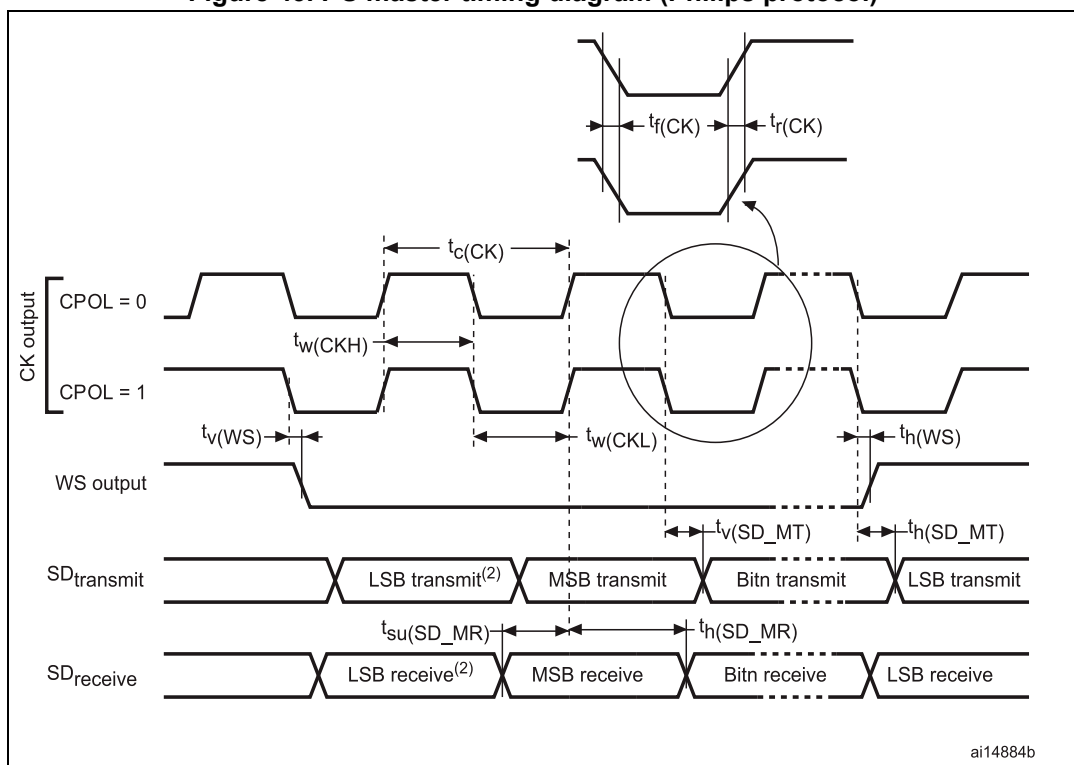 tf(CK)
tr(CK)
tc(CK)
CK output
CPOL = 0
tw(CKH)
CPOL = 1
tv(WS)
tw(CKL)
th(WS)
WS output
tv(SD_MT)
th(SD_MT)
SDtransmit
LSB transmit(2)
MSB transmit
Bitn transmit
LSB transmit
tsu(SD_MR)
th(SD_MR)
SDreceive
LSB receive(2)
MSB receive
Bitn receive
LSB receive
ai14884b